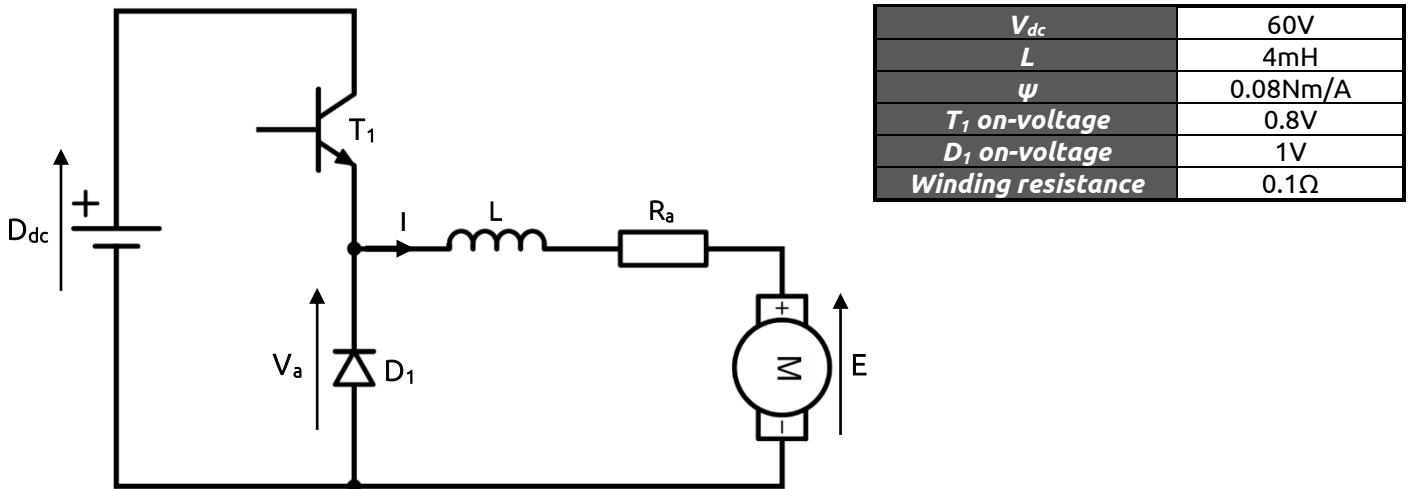 T1
+
Ddc
I
L
Ra
+
M
−
E
Va
D1
Vdc 60V
L 4mH
ψ 0.08Nm/A
T1 on-voltage 0.8V
D1 on-voltage 1V
Winding resistance 0.1Ω